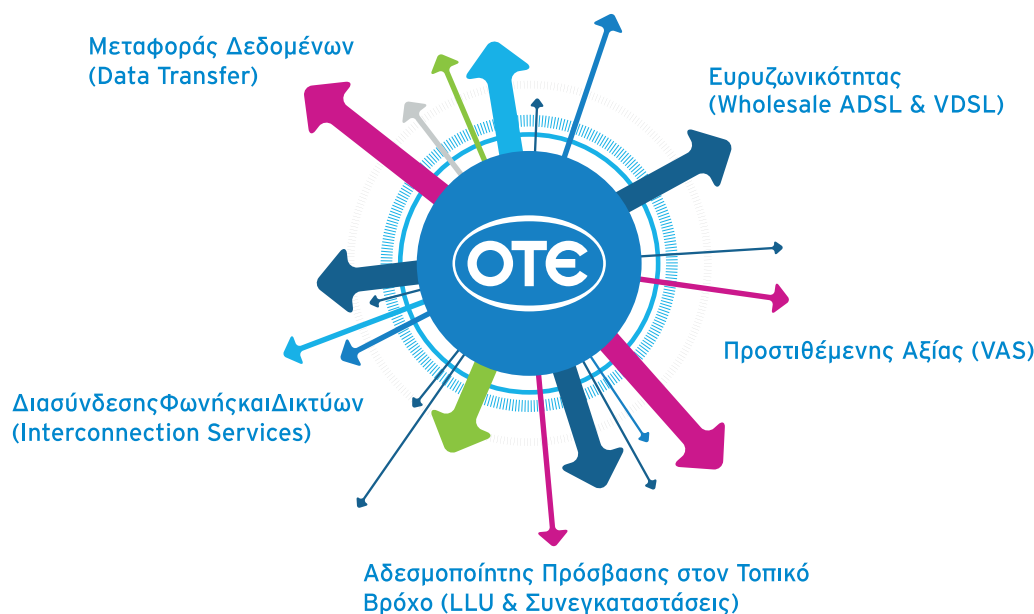 Μεταφοράς Δεδομένων
(Data Transfer)
Ευρυζωνικότητας
(Wholesale ADSL & VDSL)
ΟΤΕ
Προστιθέμενης Αξίας (VAS)
ΔιασύνδεσηςΦωνήςκαιΔικτύων
(Interconnection Services)
Αδεσμοποίητης Πρόσβασης στον Τοπικό
Βρόχο (LLU & Συνεγκαταστάσεις)